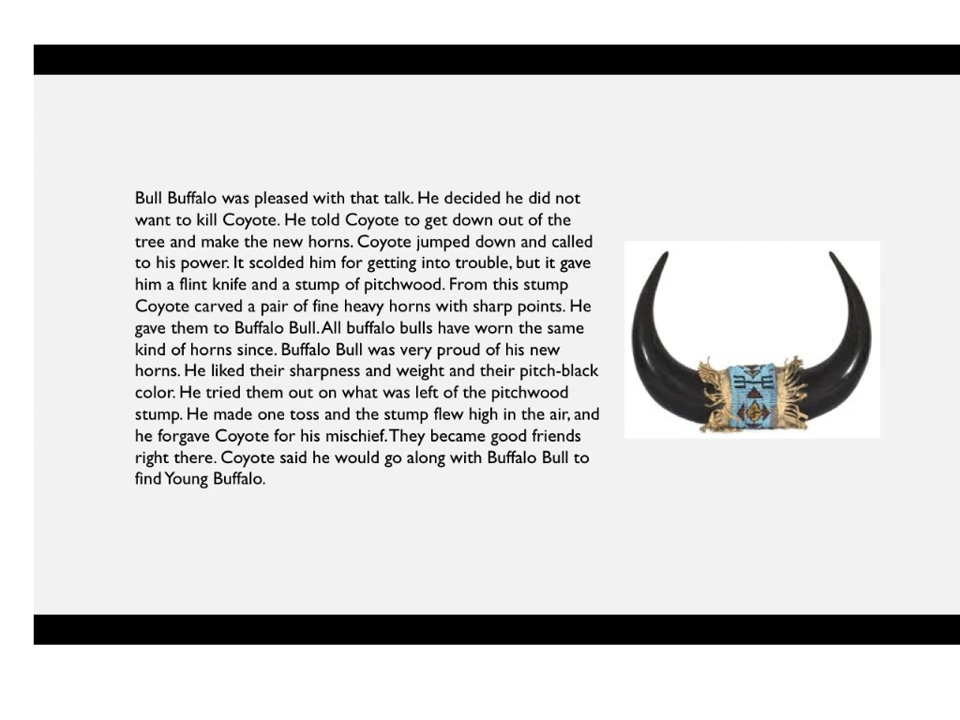 Bull Buffalo was pleased with that talk. He decided he did not
want to kill Coyote. He told Coyote to get down out of the
tree and make the new horns. Coyote jumped down and called
to his power. It scolded him for getting into trouble, but it gave
him a flint knife and a stump of pitchwood. From this stump
Coyote carved a pair of fine heavy horns with sharp points. He
gave them to Buffalo Bull. All buffalo bulls have worn the same
kind of horns since. Buffalo Bull was very proud of his new
horns. He liked their sharpness and weight and their pitch-black
color. He tried them out on what was left of the pitchwood
stump. He made one toss and the stump flew high in the air, and
he forgave Coyote for his mischief. They became good friends
right there. Coyote said he would go along with Buffalo Bull to
find Young Buffalo.